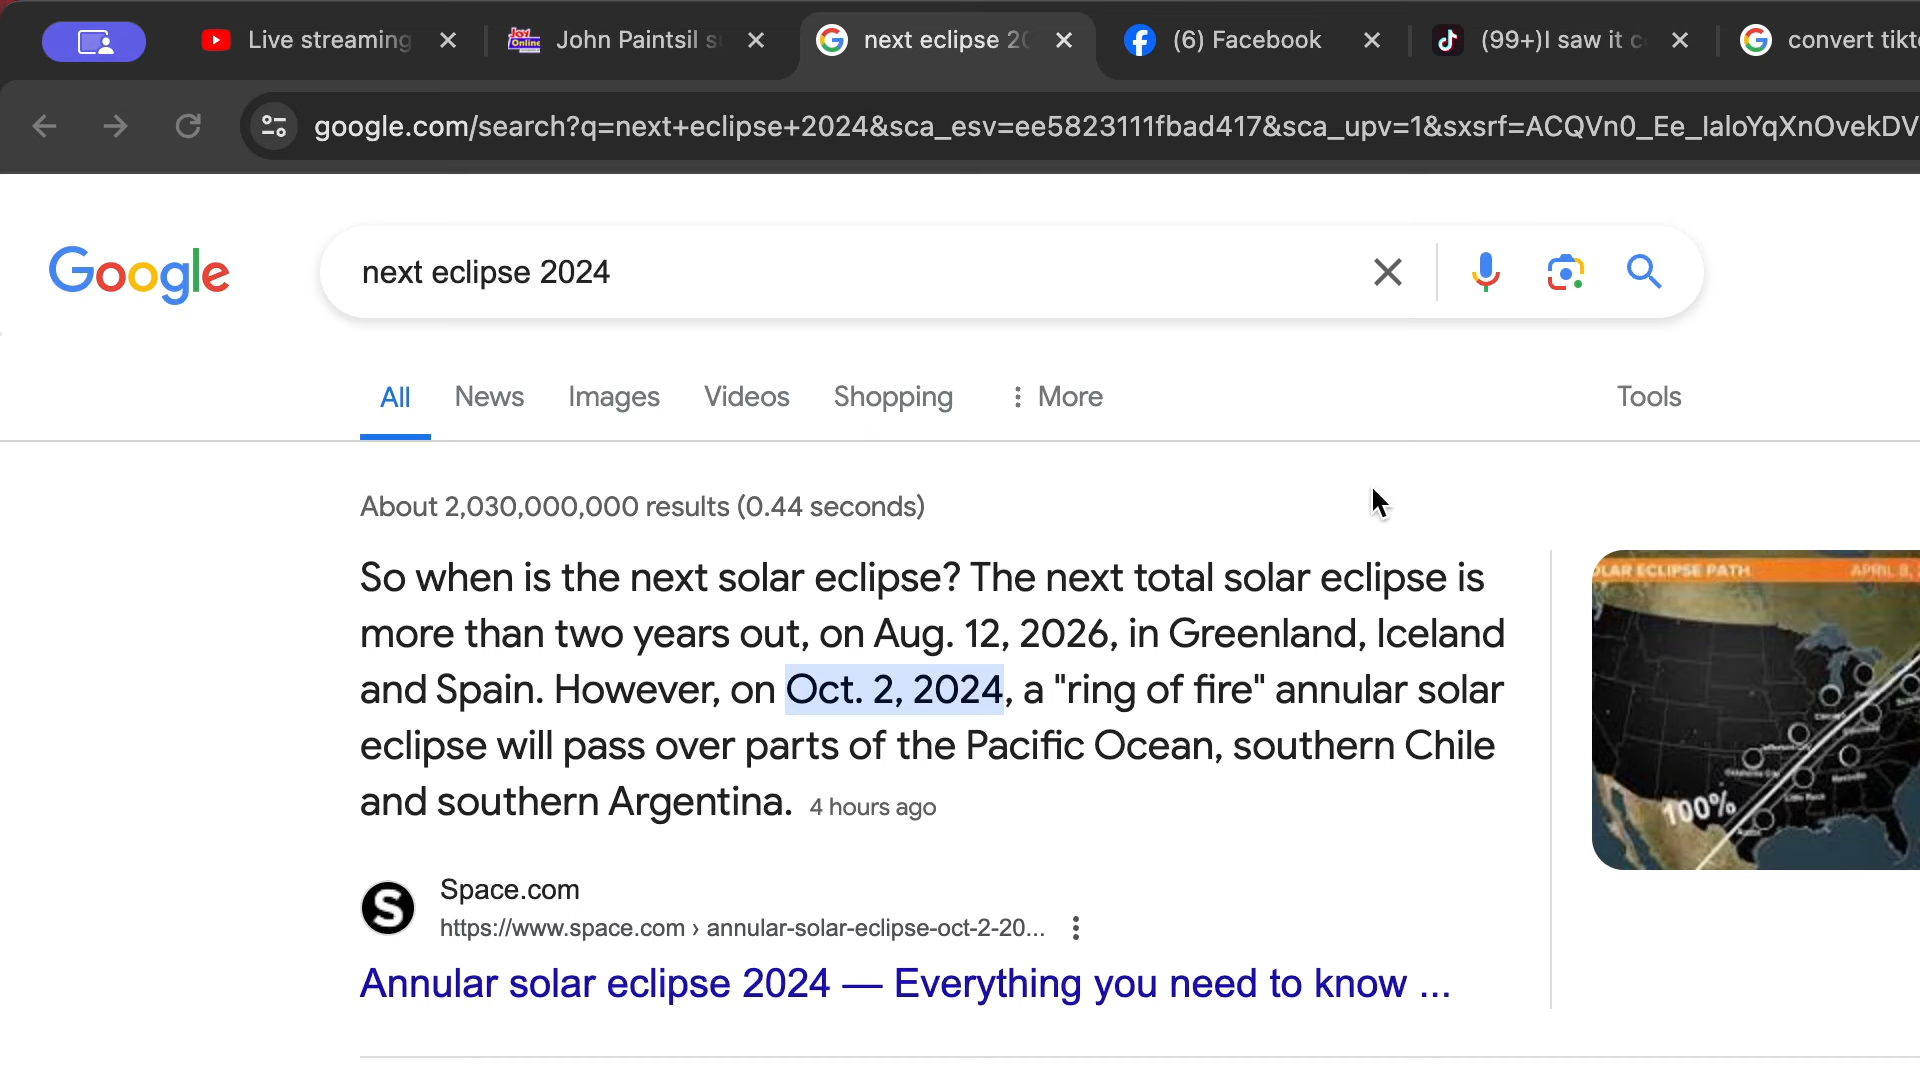 Live streaming
Joy Online
John Paintsil s
next eclipse 20
(6) Facebook
(99+)I saw it c
convert tikt
google.com/search?q=next+eclipse+2024&sca_esv=ee5823111fbad417&sca_upv=1&sxsrf=ACQVn0_Ee_IaloYqXnOvekDV
Google
next eclipse 2024
All
News
Images
Videos
Shopping
More
Tools
About 2,030,000,000 results (0.44 seconds)
So when is the next solar eclipse? The next total solar eclipse is
more than two years out, on Aug. 12, 2026, in Greenland, Iceland
and Spain. However, on Oct. 2, 2024, a "ring of fire" annular solar
eclipse will pass over parts of the Pacific Ocean, southern Chile
and southern Argentina. 4 hours ago
LAR ECLIPSE PATH
APRIL 8,
100%
S
Space.com
https://www.space.com › annular-solar-eclipse-oct-2-20...
Annular solar eclipse 2024 — Everything you need to know ...